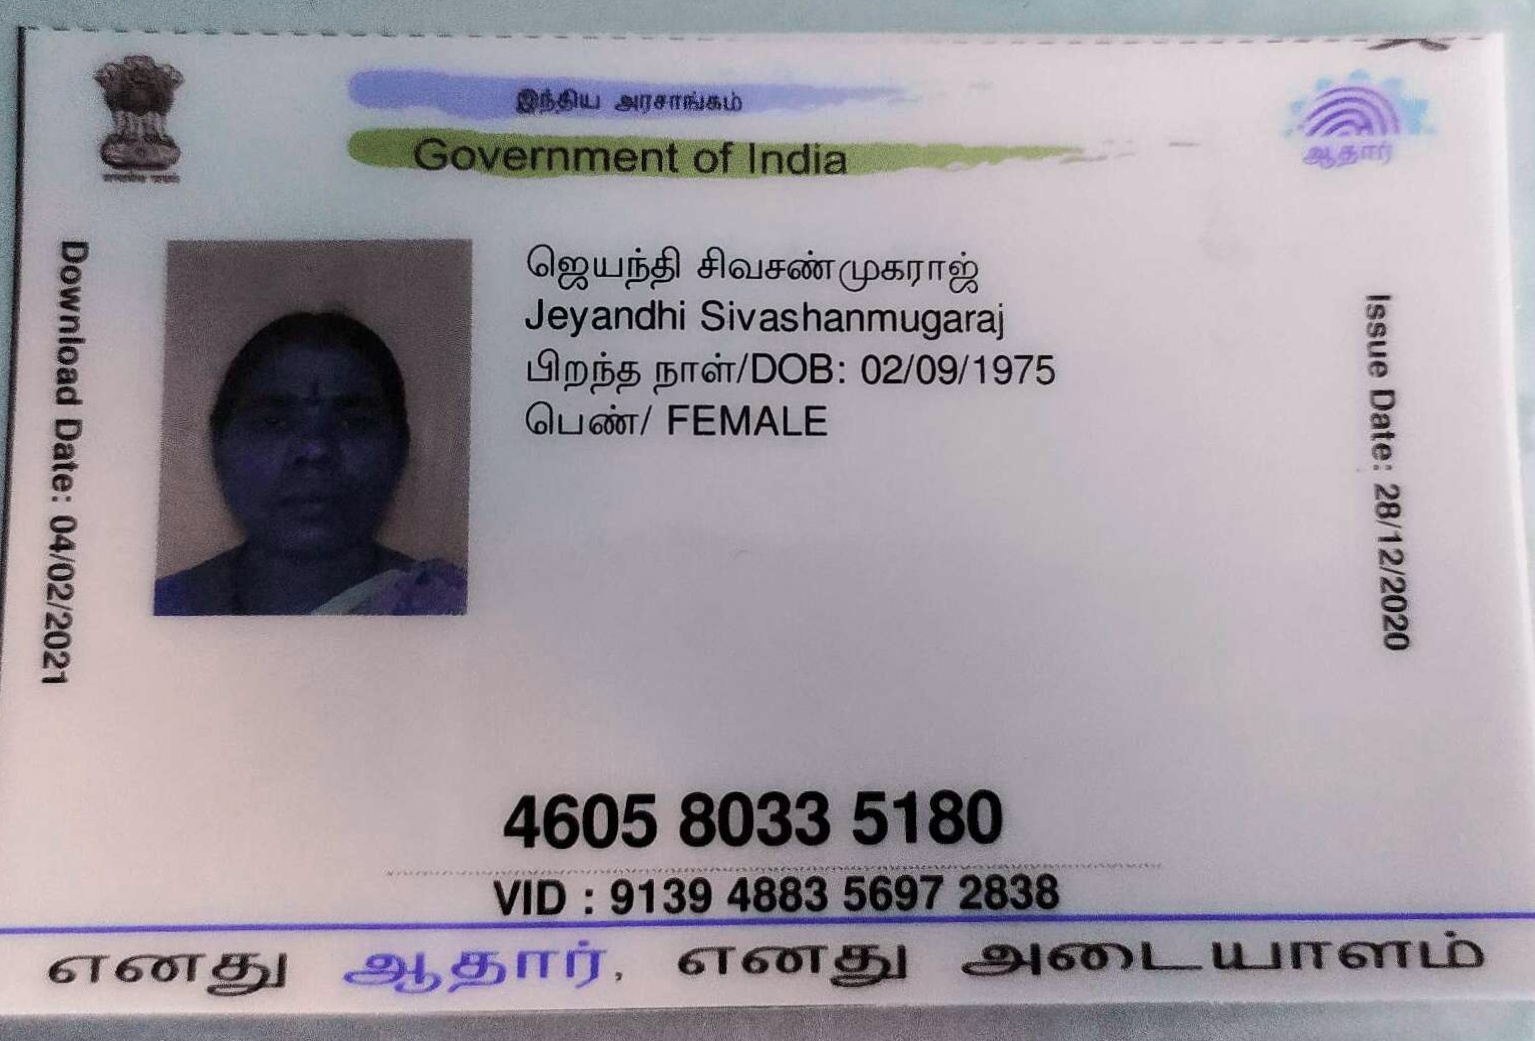 இந்திய அரசாங்கம்
Government of India
ஆதார்
Download Date: 04/02/2021
ஜெயந்தி சிவசண்முகராஜ்
Jeyandhi Sivashanmugaraj
பிறந்த நாள்/DOB: 02/09/1975
பெண்/ FEMALE
Issue Date: 28/12/2020
4605 8033 5180
VID : 9139 4883 5697 2838
எனது ஆதார், எனது அடையாளம்